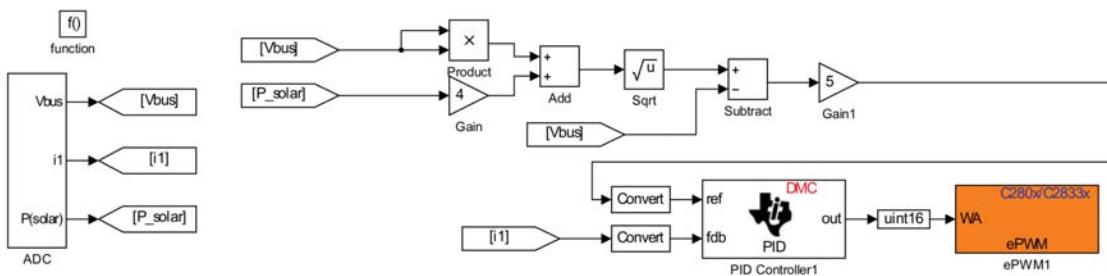 f()
function
Vbus
i1
P(solar)
ADC
[Vbus]
[i1]
[P_solar]
[Vbus]
×
Product
[P_solar]
4
Gain
+
+
Add
√u
Sqrt
[Vbus]
+
−
Subtract
5
Gain1
Convert
[i1]
Convert
DMC
ref
fdb
out
PID
PID Controller1
uint16
C280x/C2833x
WA
ePWM
ePWM1